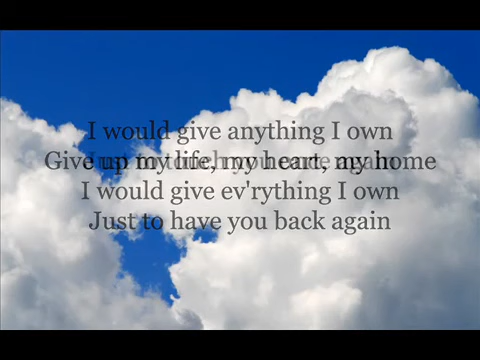 I would give anything I own
Give up my life, my heart, my home
I would give ev'rything I own
Just to have you back again